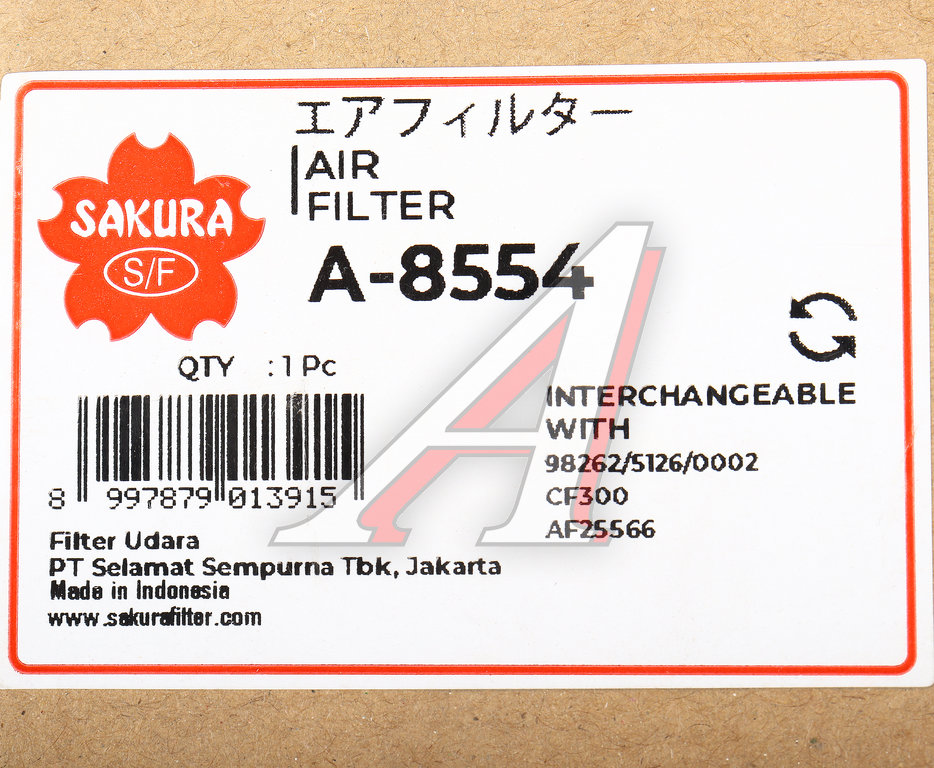 エアフィルター
AIR
FILTER
SAKURA
S/F
A-8554
QTY : 1 Pc
INTERCHANGEABLE
WITH
98262/5126/0002
CF300
AF25566
8 997879 013915
Filter Udara
PT Selamat Sempurna Tbk, Jakarta
Made in Indonesia
www.sakurafilter.com